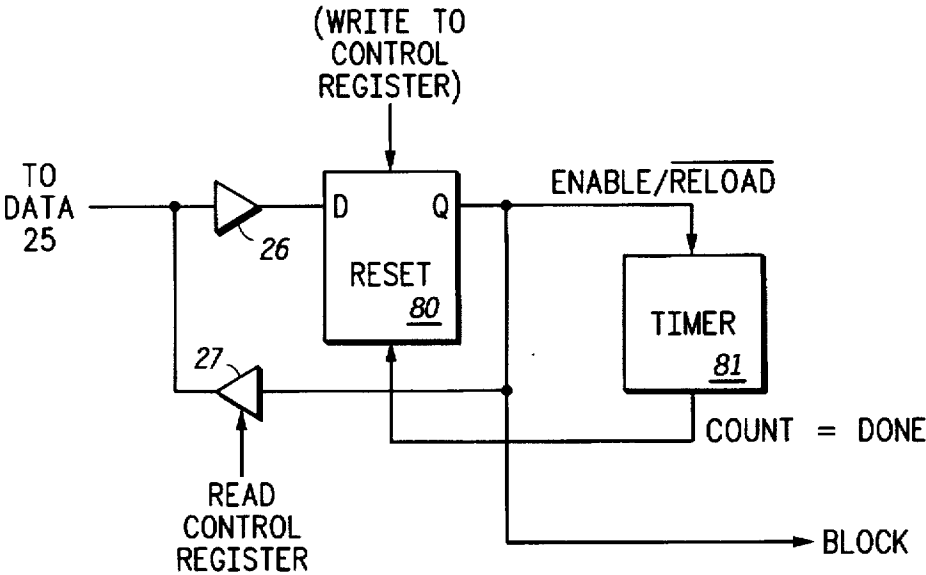 (WRITE TO
CONTROL
REGISTER)
TO
DATA
25
26
D
Q
RESET
80
ENABLE/RELOAD
TIMER
81
27
COUNT = DONE
READ
CONTROL
REGISTER
BLOCK